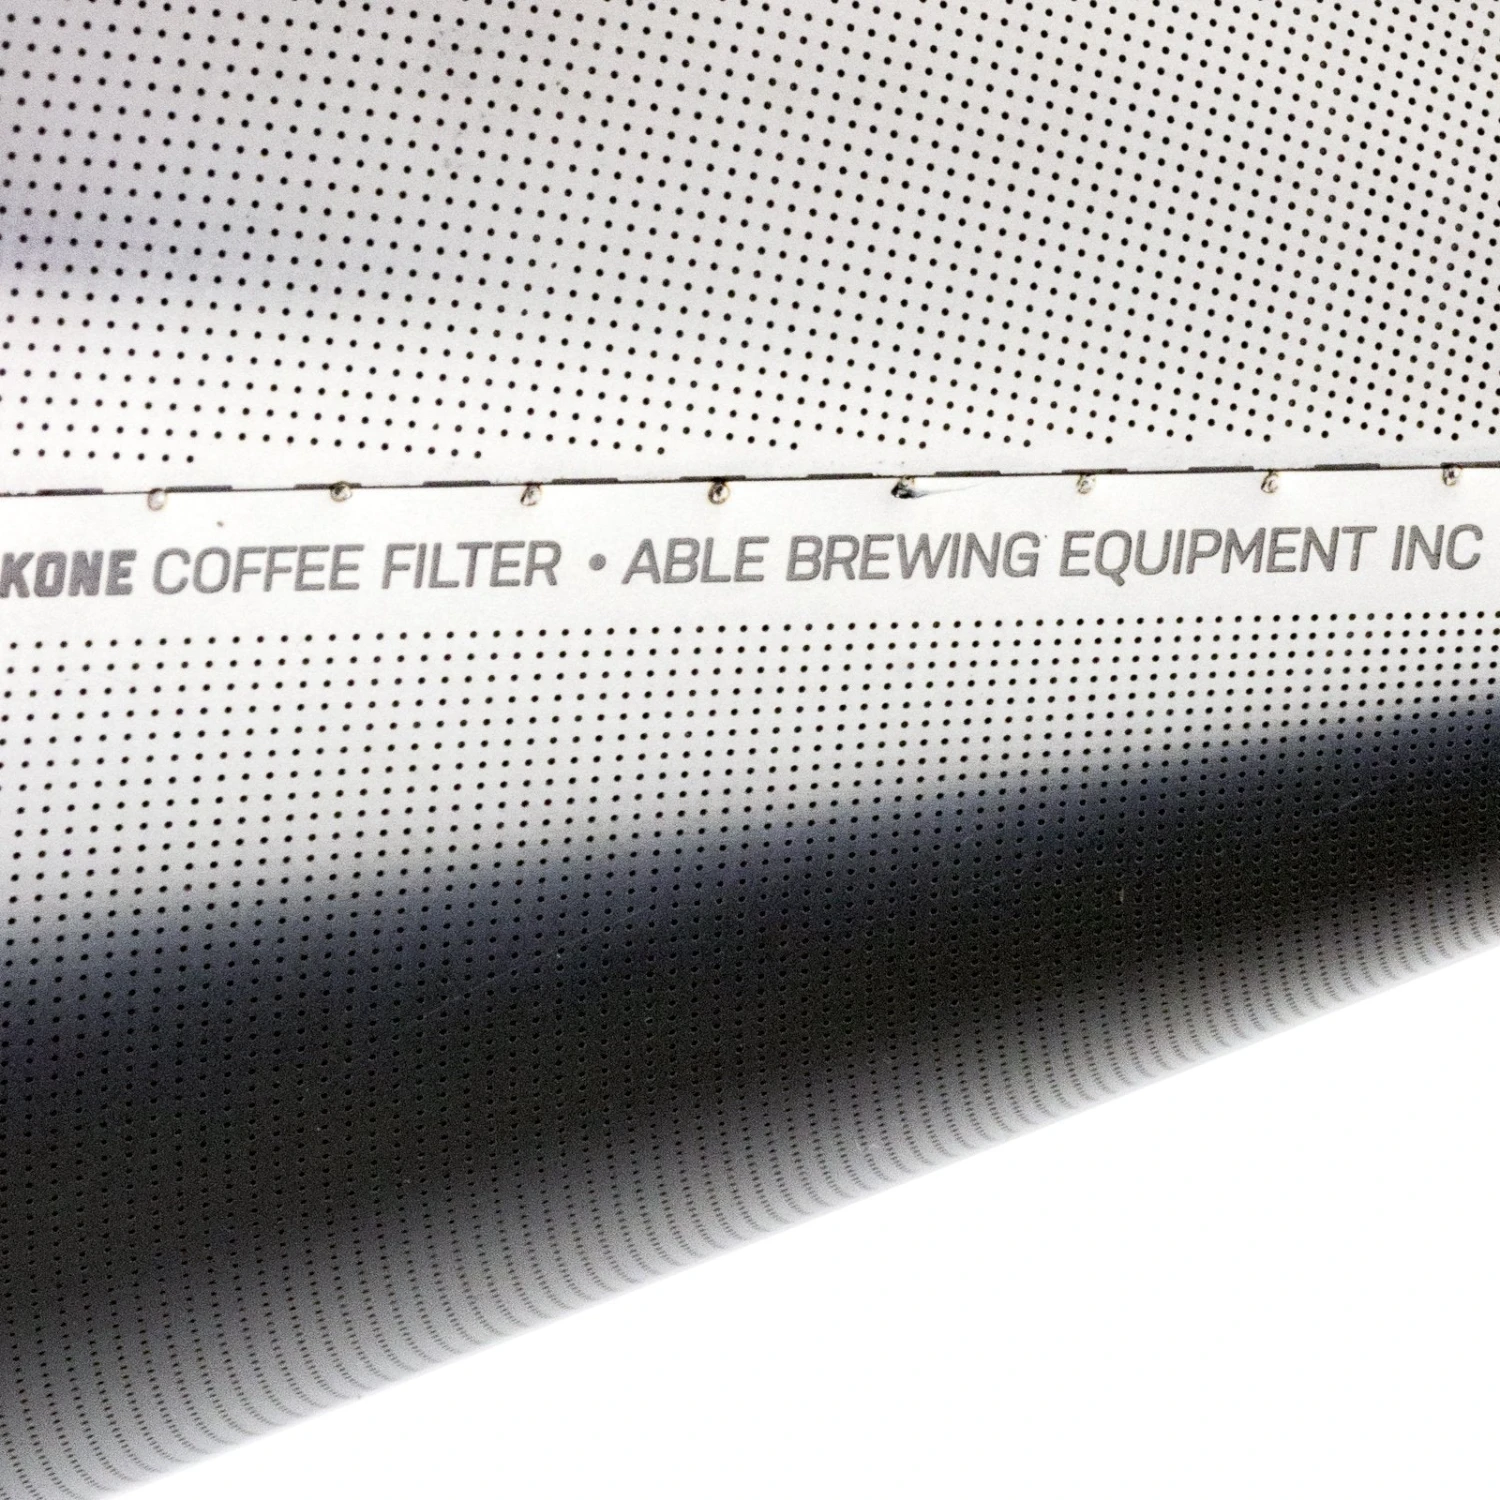 KONE COFFEE FILTER • ABLE BREWING EQUIPMENT INC